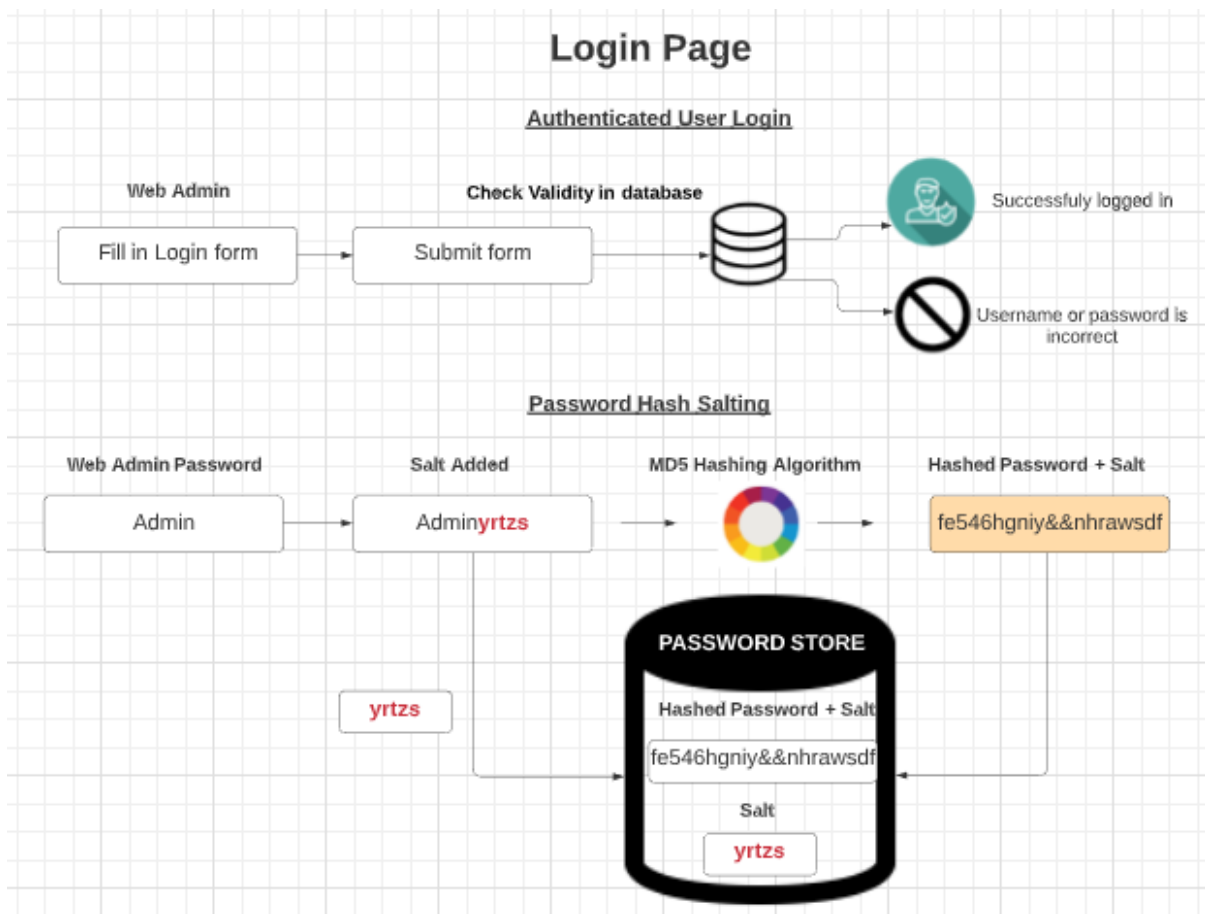 Login Page
Authenticated User Login
Web Admin
Check Validity in database
Fill in Login form
Submit form
Successfuly logged in
Username or password is
incorrect
Password Hash Salting
Web Admin Password
Salt Added
MD5 Hashing Algorithm
Hashed Password + Salt
Admin
Adminyrtzs
fe546hgniy&&nhrawsdf
PASSWORD STORE
yrtzs
Hashed Password + Salt
fe546hgniy&&nhrawsdf
Salt
yrtzs